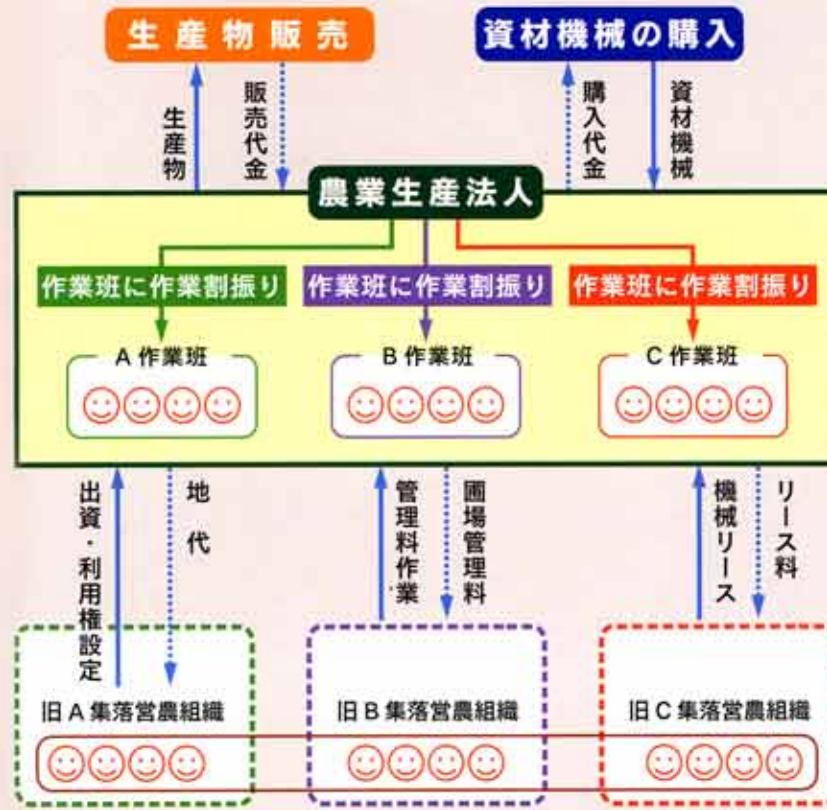 生産物販売
資材機械の購入
生産物
販売代金
購入代金
資材機械
農業生産法人
作業班に作業割振り
作業班に作業割振り
作業班に作業割振り
A作業班
B作業班
C作業班
出資・利用権設定
地代
管理料作業
圃場管理料
機械リース
リース料
旧A集落営農組織
旧B集落営農組織
旧C集落営農組織